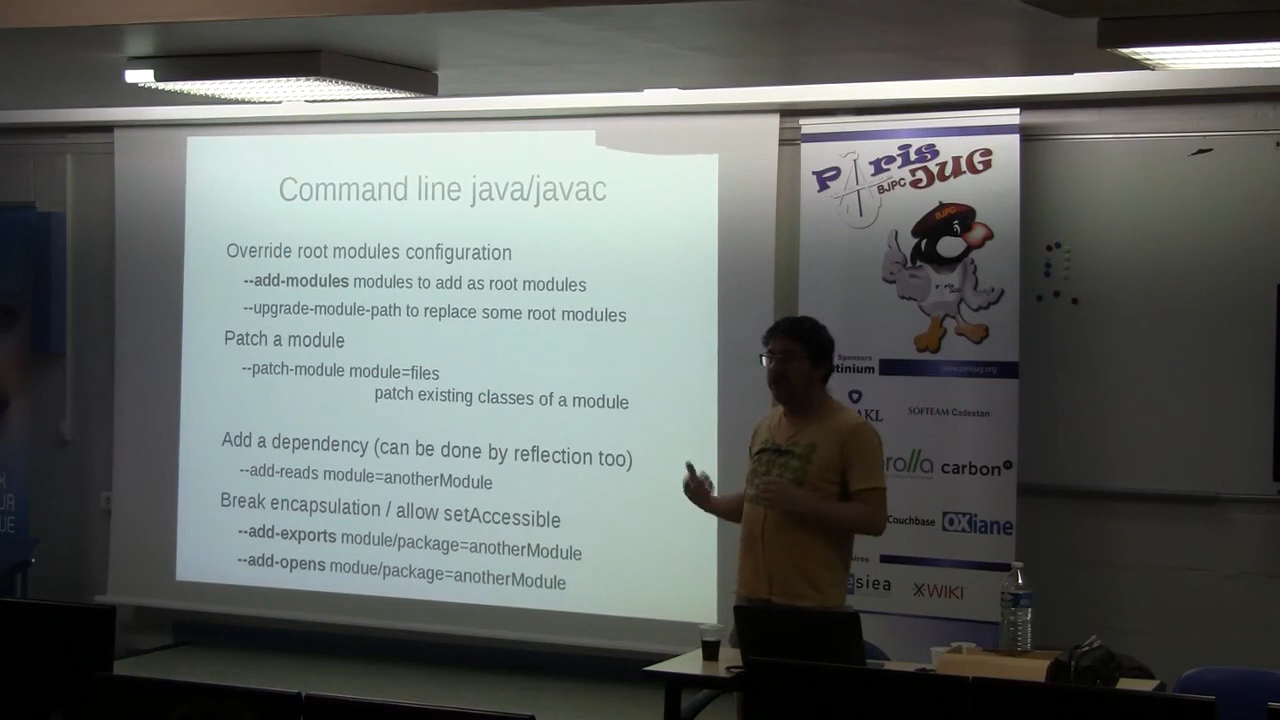 Command line java/javac
Override root modules configuration
--add-modules modules to add as root modules
--upgrade-module-path to replace some root modules
Patch a module
--patch-module module=files
patch existing classes of a module
Add a dependency (can be done by reflection too)
--add-reads module=anotherModule
Break encapsulation / allow setAccessible
--add-exports module/package=anotherModule
--add-opens modue/package=anotherModule
Paris
BJPC JUG
BJPC
Sponsors
www.parisjug.org
SOFTEAM Cadextan
carbon
Couchbase OXiane
XWIKI